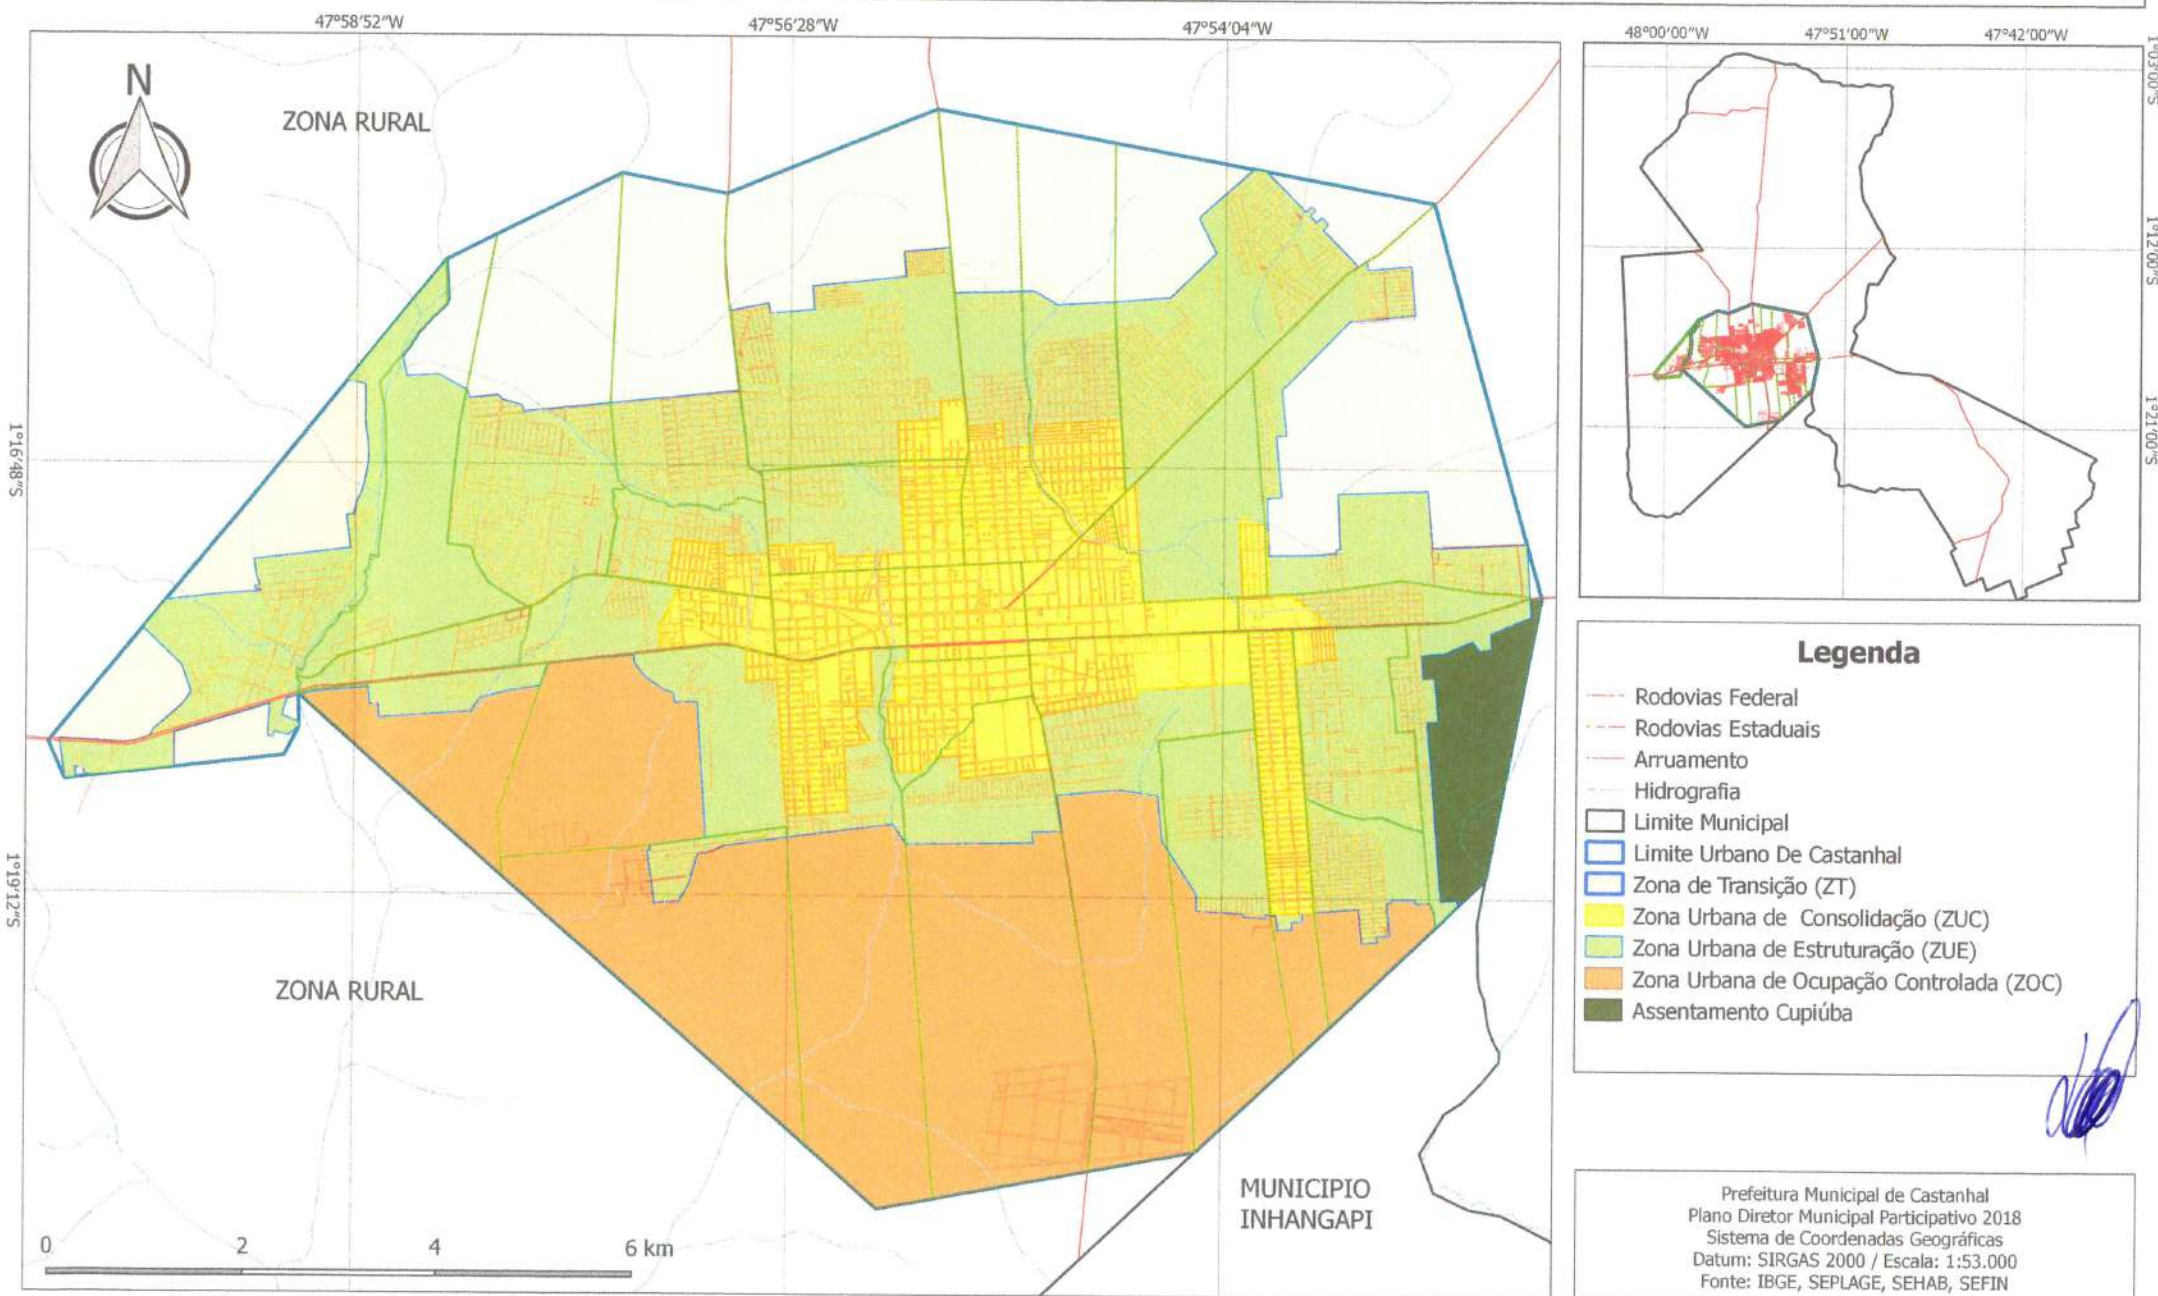 47°58'52"W
47°56'28"W
47°54'04"W
48°00'00"W
47°51'00"W
47°42'00"W
1°03'00"S
1°12'00"S
1°21'00"S
N
ZONA RURAL
1°16'48"S
1°19'12"S
ZONA RURAL
MUNICIPIO
INHANGAPI
0 2 4 6 km
Legenda
Rodovias Federal
Rodovias Estaduais
Arruamento
Hidrografia
Limite Municipal
Limite Urbano De Castanhal
Zona de Transição (ZT)
Zona Urbana de Consolidação (ZUC)
Zona Urbana de Estruturação (ZUE)
Zona Urbana de Ocupação Controlada (ZOC)
Assentamento Cupiúba
Prefeitura Municipal de Castanhal
Plano Diretor Municipal Participativo 2018
Sistema de Coordenadas Geográficas
Datum: SIRGAS 2000 / Escala: 1:53.000
Fonte: IBGE, SEPLAGE, SEHAB, SEFIN